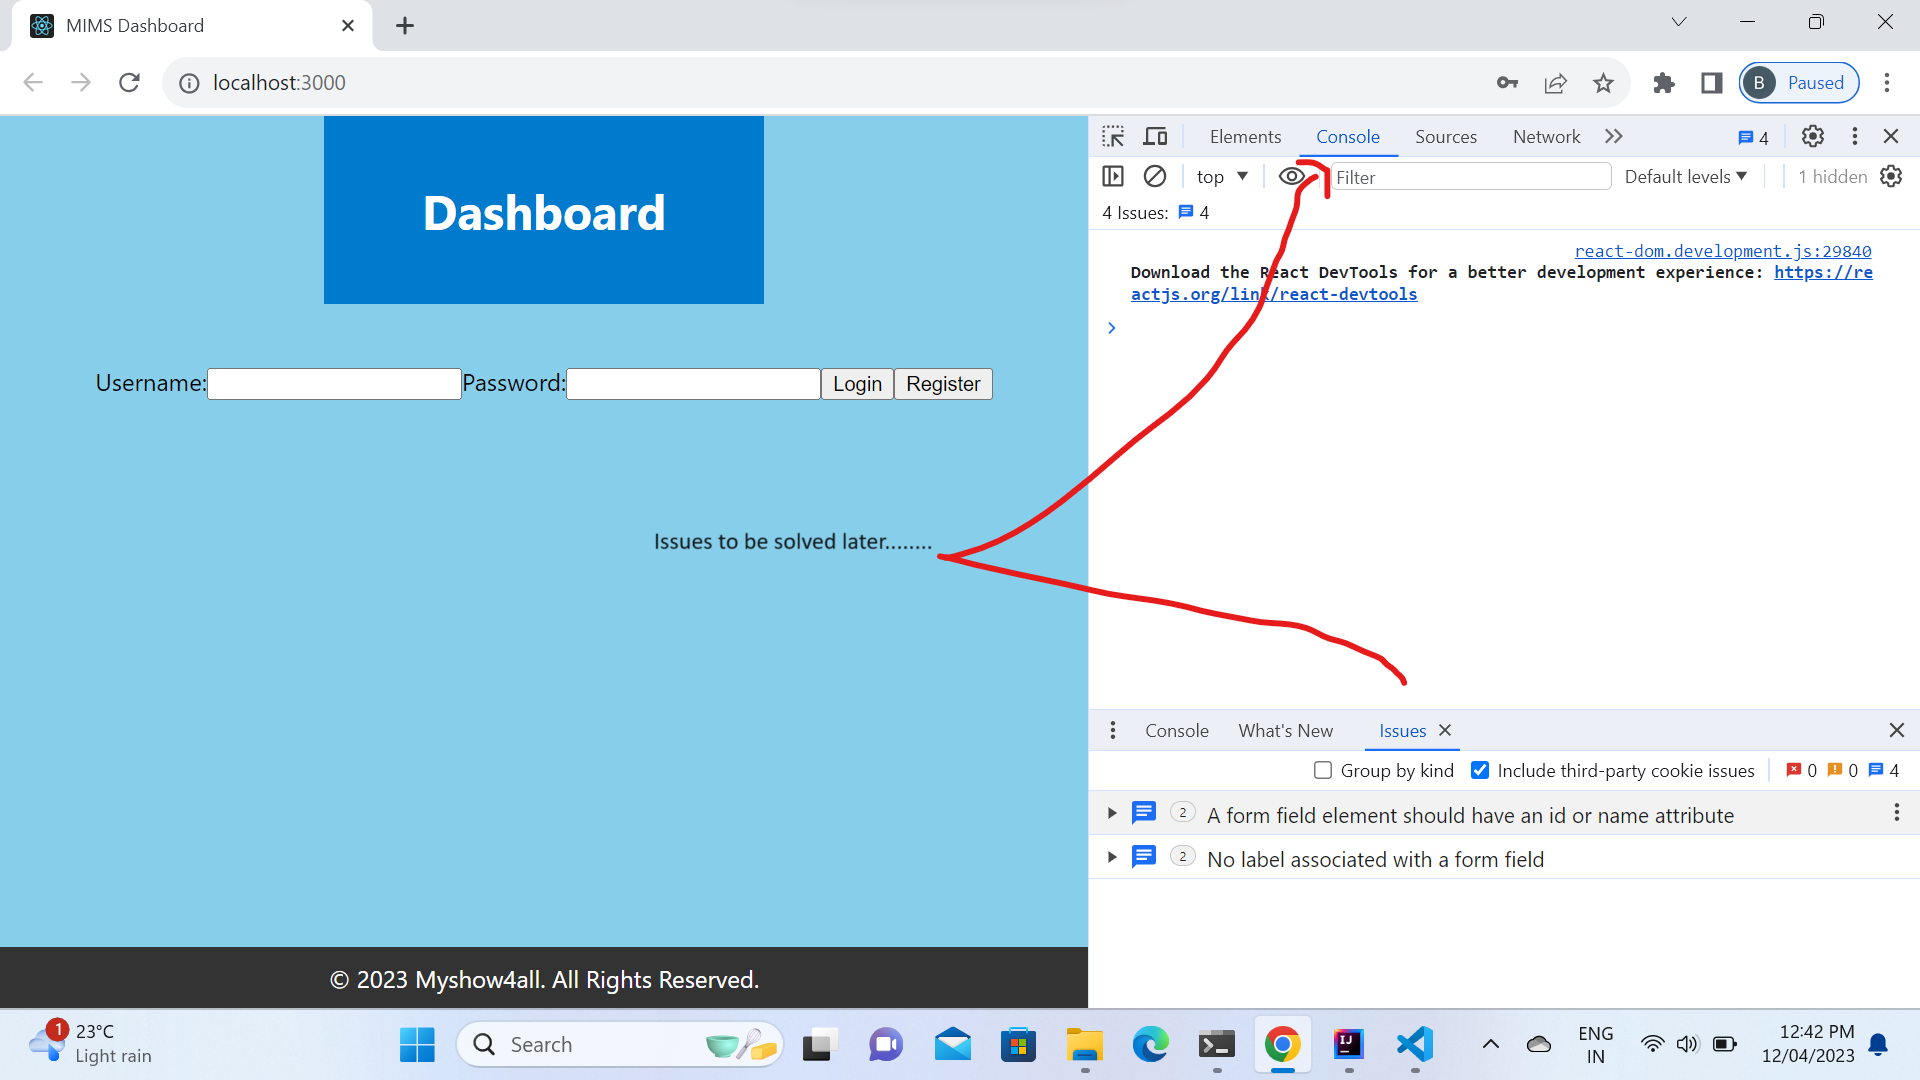 MIMS Dashboard
localhost:3000
B Paused
Elements Console Sources Network 4
top Filter Default levels 1 hidden
4 Issues: 4
react-dom.development.js:29840
Download the React DevTools for a better development experience: https://re
actjs.org/link/react-devtools
Dashboard
Username: Password: Login Register
Issues to be solved later........
© 2023 Myshow4all. All Rights Reserved.
Console What's New Issues
Group by kind Include third-party cookie issues 0 0 4
2 A form field element should have an id or name attribute
2 No label associated with a form field
1 23°C
Light rain
Search
IJ
ENG
IN
12:42 PM
12/04/2023